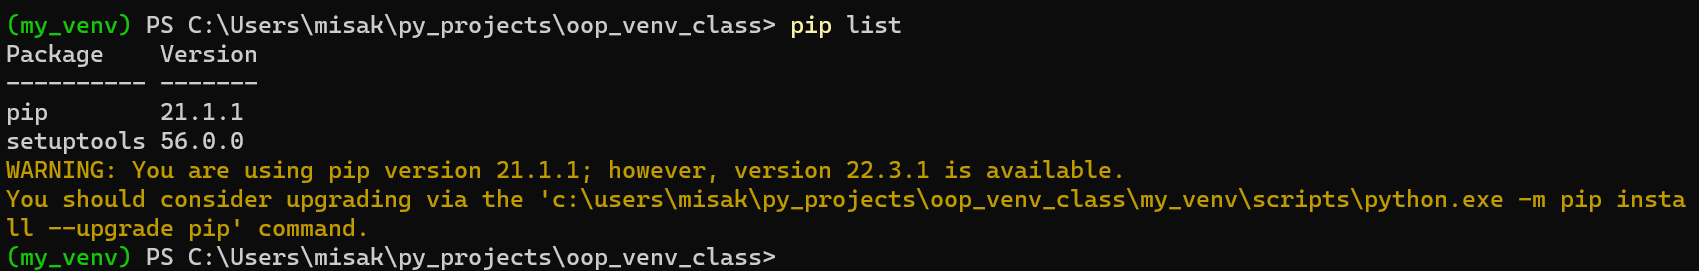 (my_venv) PS C:\Users\misak\py_projects\oop_venv_class> pip list
Package    Version
---------- -------
pip        21.1.1
setuptools 56.0.0
WARNING: You are using pip version 21.1.1; however, version 22.3.1 is available.
You should consider upgrading via the 'c:\users\misak\py_projects\oop_venv_class\my_venv\scripts\python.exe -m pip insta
ll --upgrade pip' command.
(my_venv) PS C:\Users\misak\py_projects\oop_venv_class>